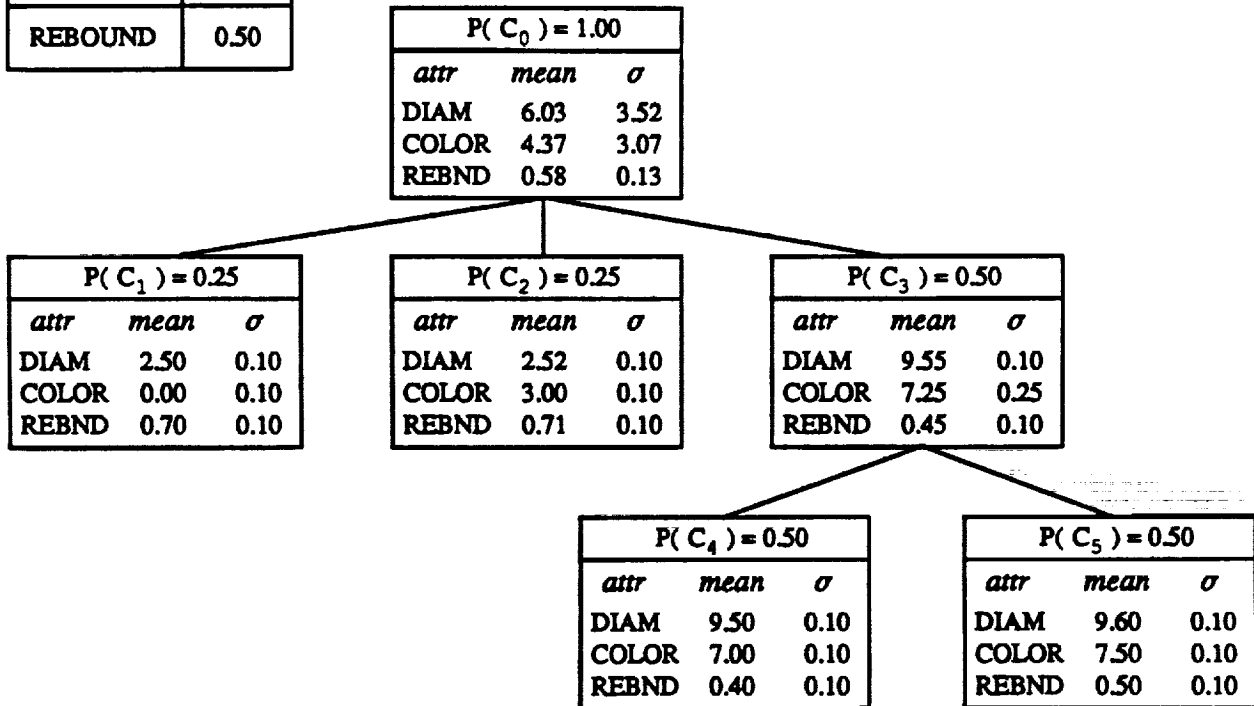 REBOUND 0.50
P( C0 ) = 1.00
attr mean σ
DIAM 6.03 3.52
COLOR 4.37 3.07
REBND 0.58 0.13
P( C1 ) = 0.25
attr mean σ
DIAM 2.50 0.10
COLOR 0.00 0.10
REBND 0.70 0.10
P( C2 ) = 0.25
attr mean σ
DIAM 2.52 0.10
COLOR 3.00 0.10
REBND 0.71 0.10
P( C3 ) = 0.50
attr mean σ
DIAM 9.55 0.10
COLOR 7.25 0.25
REBND 0.45 0.10
P( C4 ) = 0.50
attr mean σ
DIAM 9.50 0.10
COLOR 7.00 0.10
REBND 0.40 0.10
P( C5 ) = 0.50
attr mean σ
DIAM 9.60 0.10
COLOR 7.50 0.10
REBND 0.50 0.10